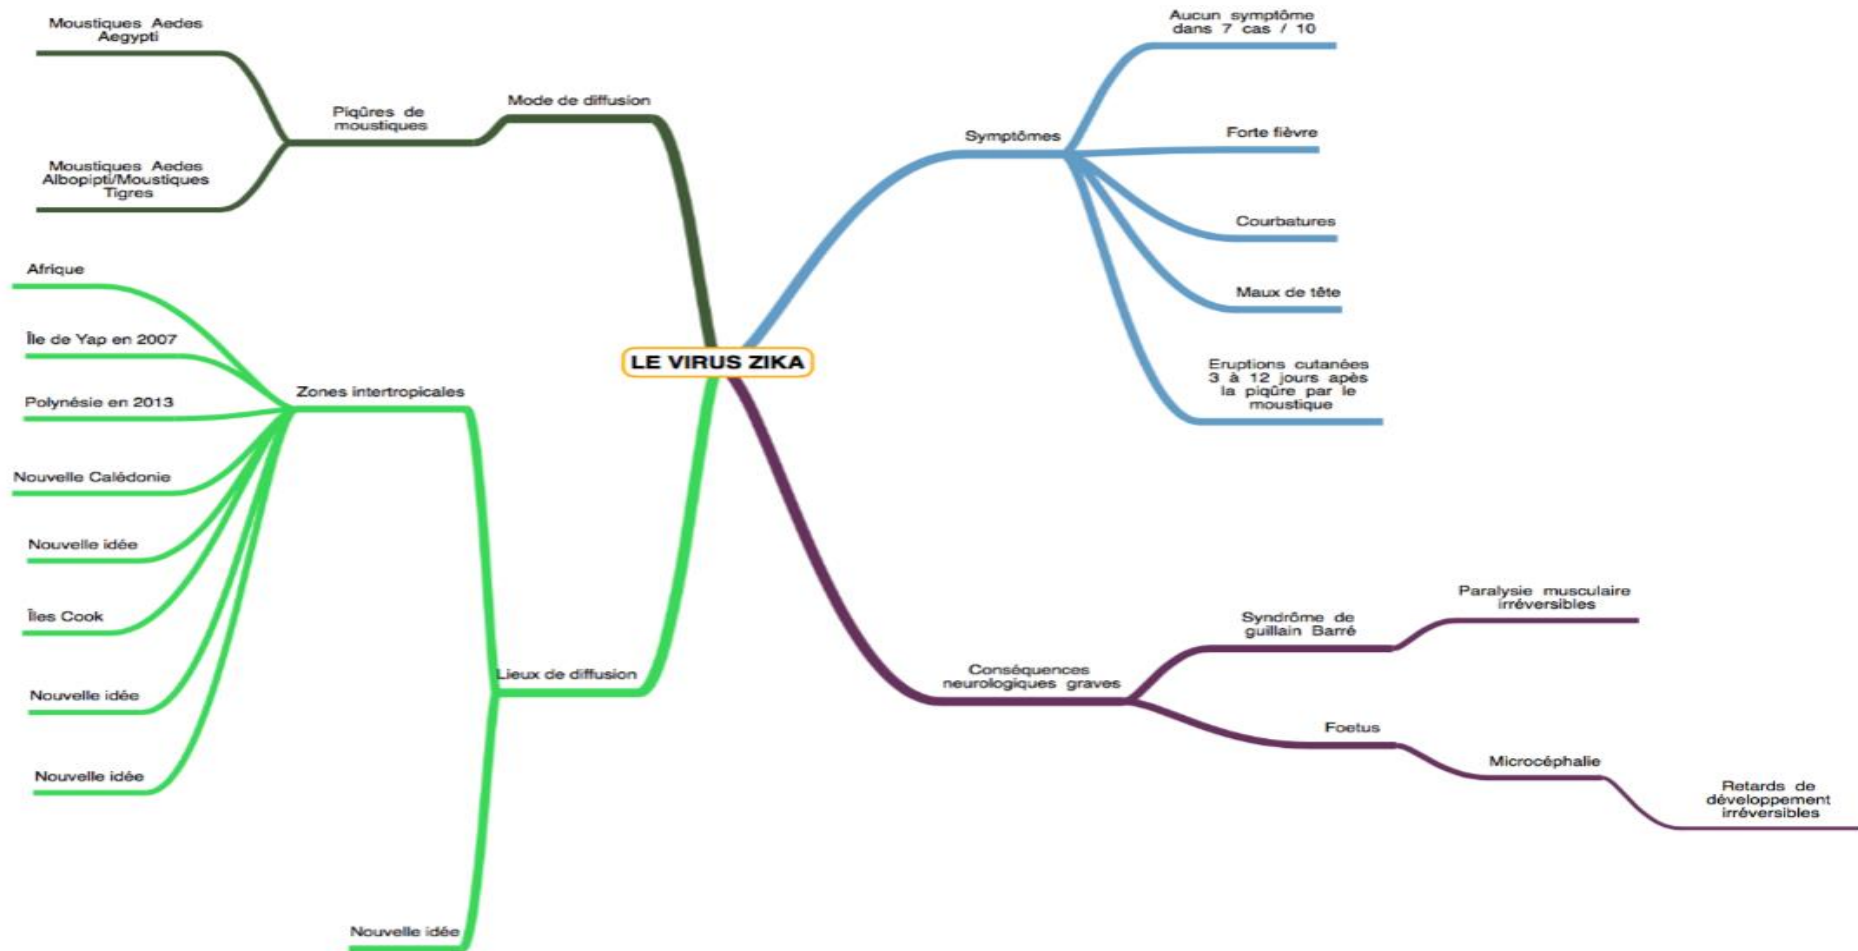 LE VIRUS ZIKA
Mode de diffusion
Piqûres de
moustiques
Moustiques Aedes
Aegypti
Moustiques Aedes
Albopipti/Moustiques
Tigres
Symptômes
Aucun symptôme
dans 7 cas / 10
Forte fièvre
Courbatures
Maux de tête
Eruptions cutanées
3 à 12 jours apès
la piqûre par le
moustique
Lieux de diffusion
Zones intertropicales
Afrique
Île de Yap en 2007
Polynésie en 2013
Nouvelle Calédonie
Nouvelle idée
Îles Cook
Nouvelle idée
Nouvelle idée
Nouvelle idée
Conséquences
neurologiques graves
Syndrôme de
guillain Barré
Paralysie musculaire
irréversibles
Foetus
Microcéphalie
Retards de
développement
irréversibles